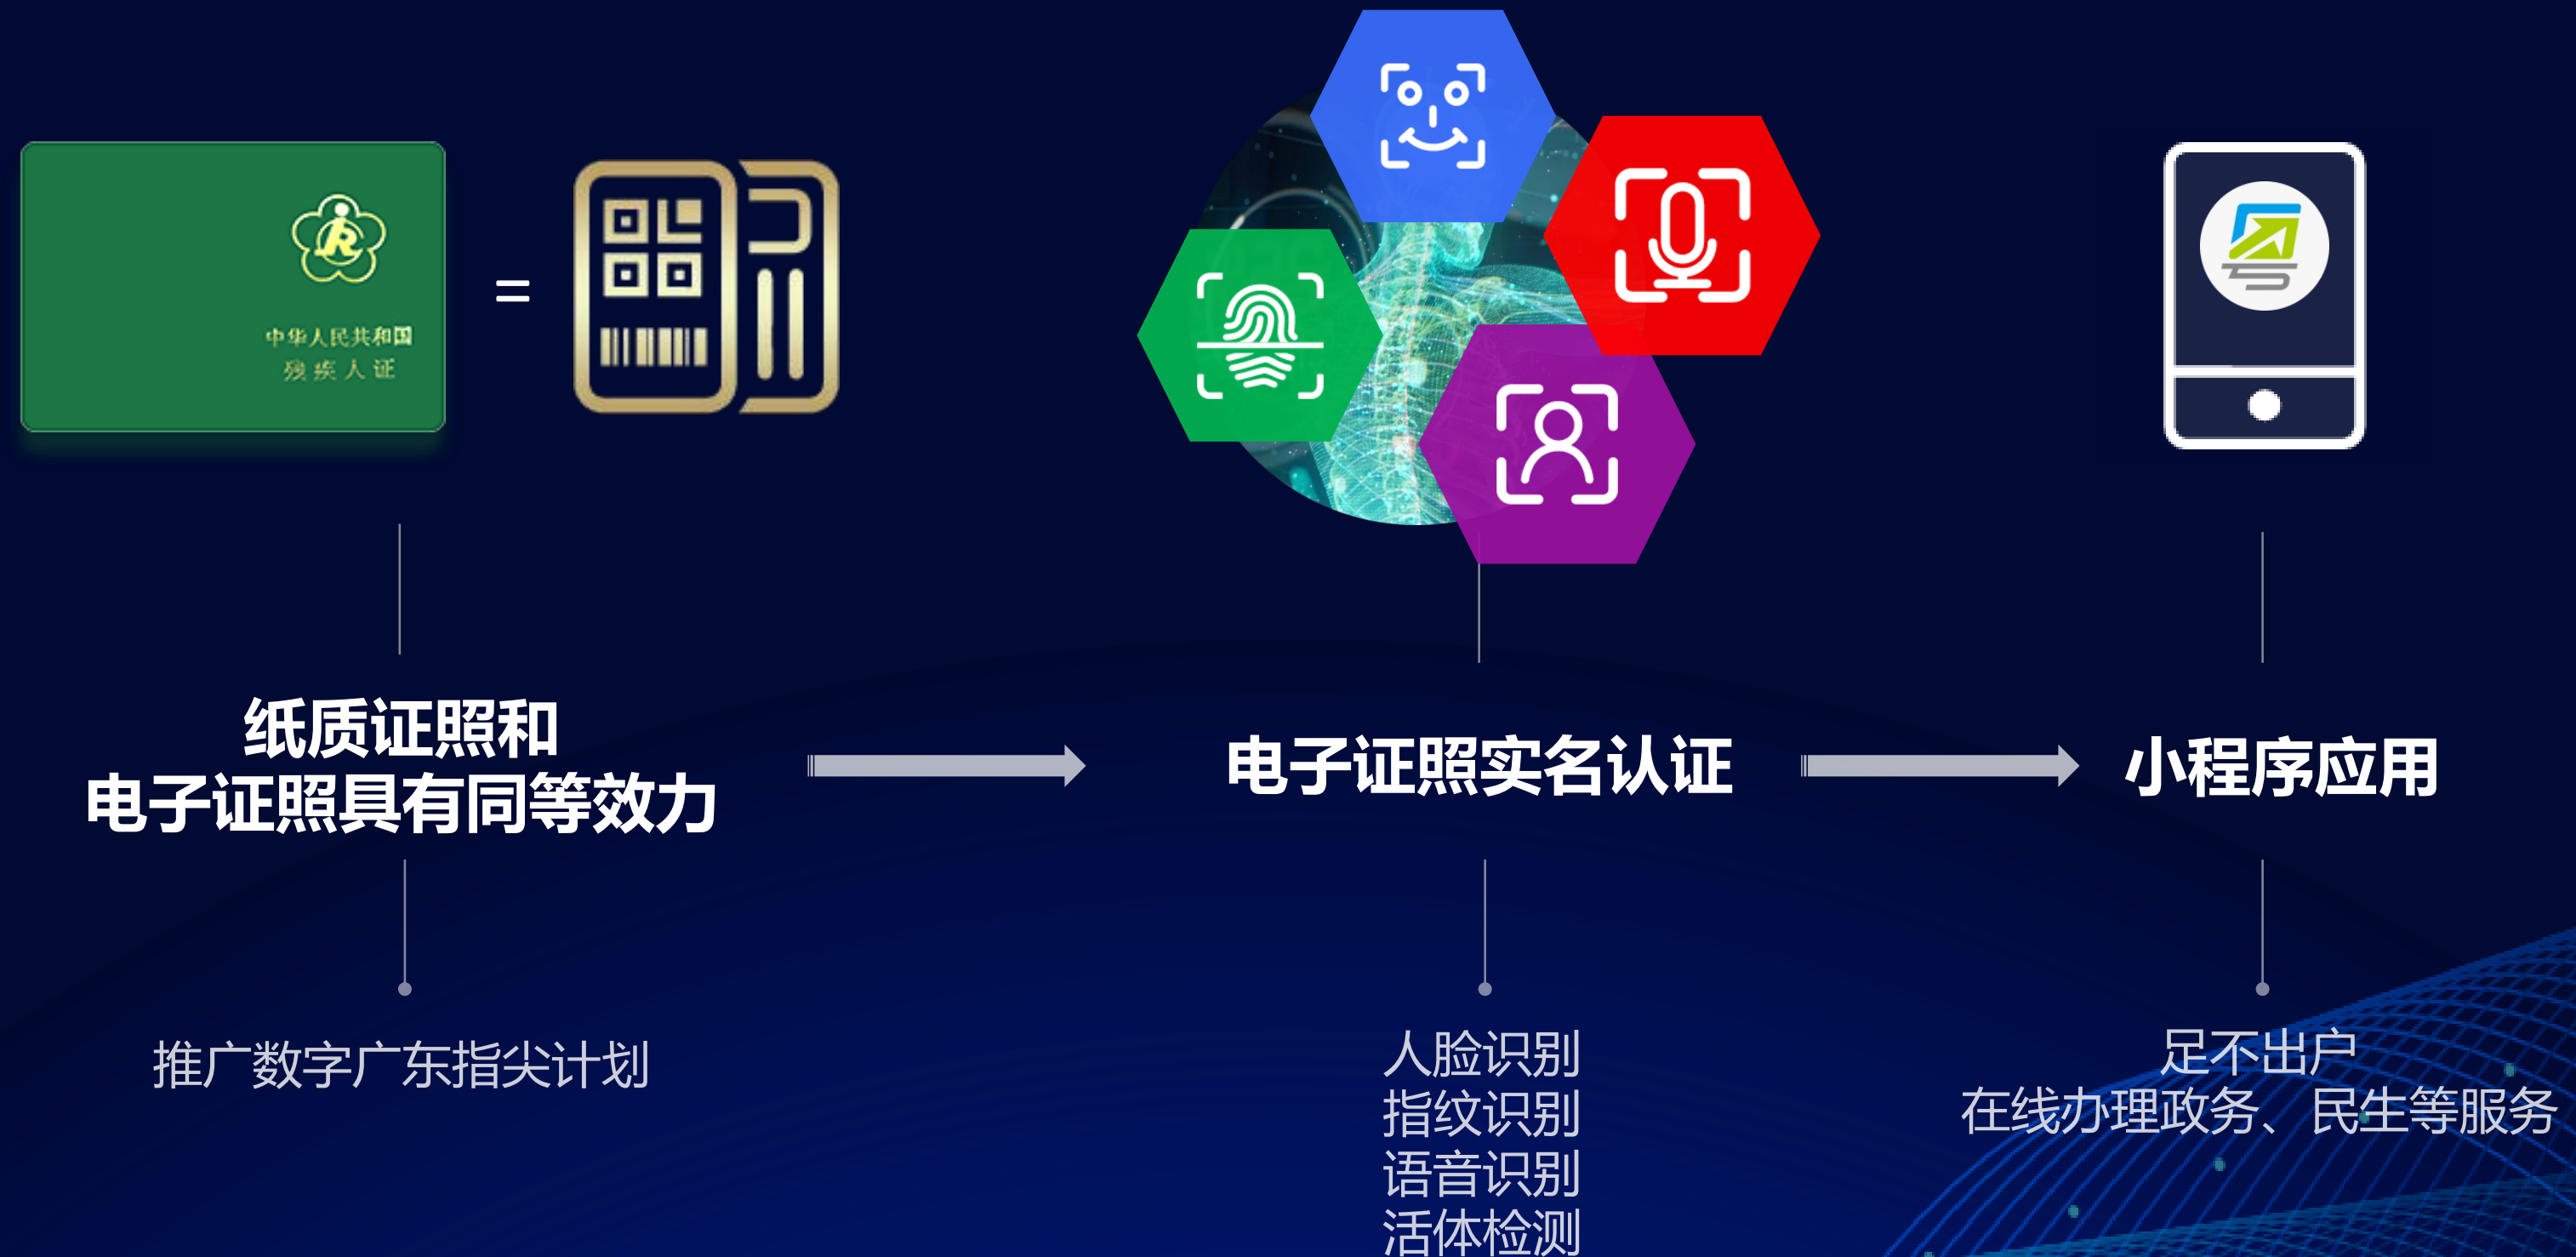 中华人民共和国
残疾人证
=
纸质证照和
电子证照具有同等效力
电子证照实名认证
小程序应用
推广数字广东指尖计划
人脸识别
指纹识别
语音识别
活体检测
足不出户
在线办理政务、民生等服务